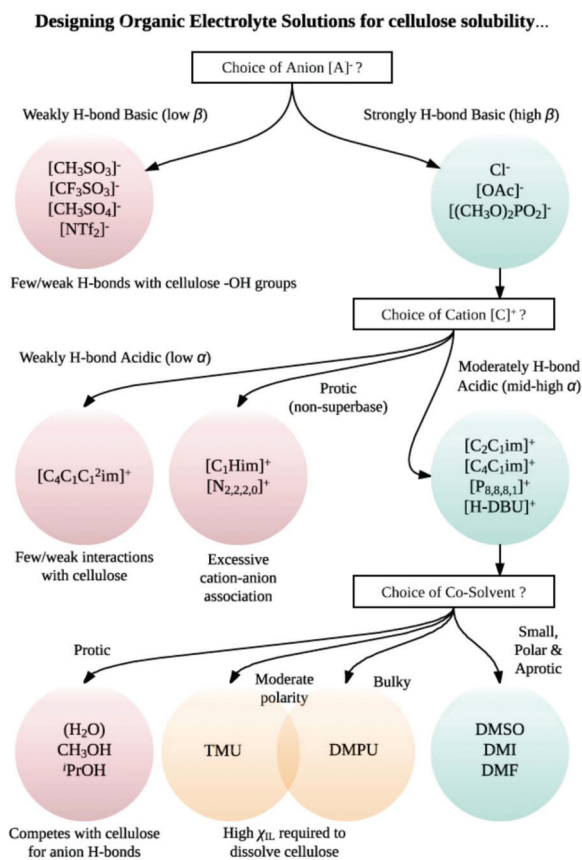 Designing Organic Electrolyte Solutions for cellulose solubility...
Choice of Anion [A]⁻ ?
Weakly H-bond Basic (low β)
Strongly H-bond Basic (high β)
[CH₃SO₃]⁻
[CF₃SO₃]⁻
[CH₃SO₄]⁻
[NTf₂]⁻
Cl⁻
[OAc]⁻
[(CH₃O)₂PO₂]⁻
Few/weak H-bonds with cellulose -OH groups
Choice of Cation [C]⁺ ?
Weakly H-bond Acidic (low α)
Protic
(non-superbase)
Moderately H-bond
Acidic (mid-high α)
[C₄C₁C₁²im]⁺
[C₁Him]⁺
[N₂,₂,₂,₀]⁺
[C₂C₁im]⁺
[C₄C₁im]⁺
[P₈,₈,₈,₁]⁺
[H-DBU]⁺
Few/weak interactions
with cellulose
Excessive
cation-anion
association
Choice of Co-Solvent ?
Protic
Moderate
polarity
Bulky
Small,
Polar &
Aprotic
(H₂O)
CH₃OH
ⁱPrOH
TMU
DMPU
DMSO
DMI
DMF
Competes with cellulose
for anion H-bonds
High χIL required to
dissolve cellulose